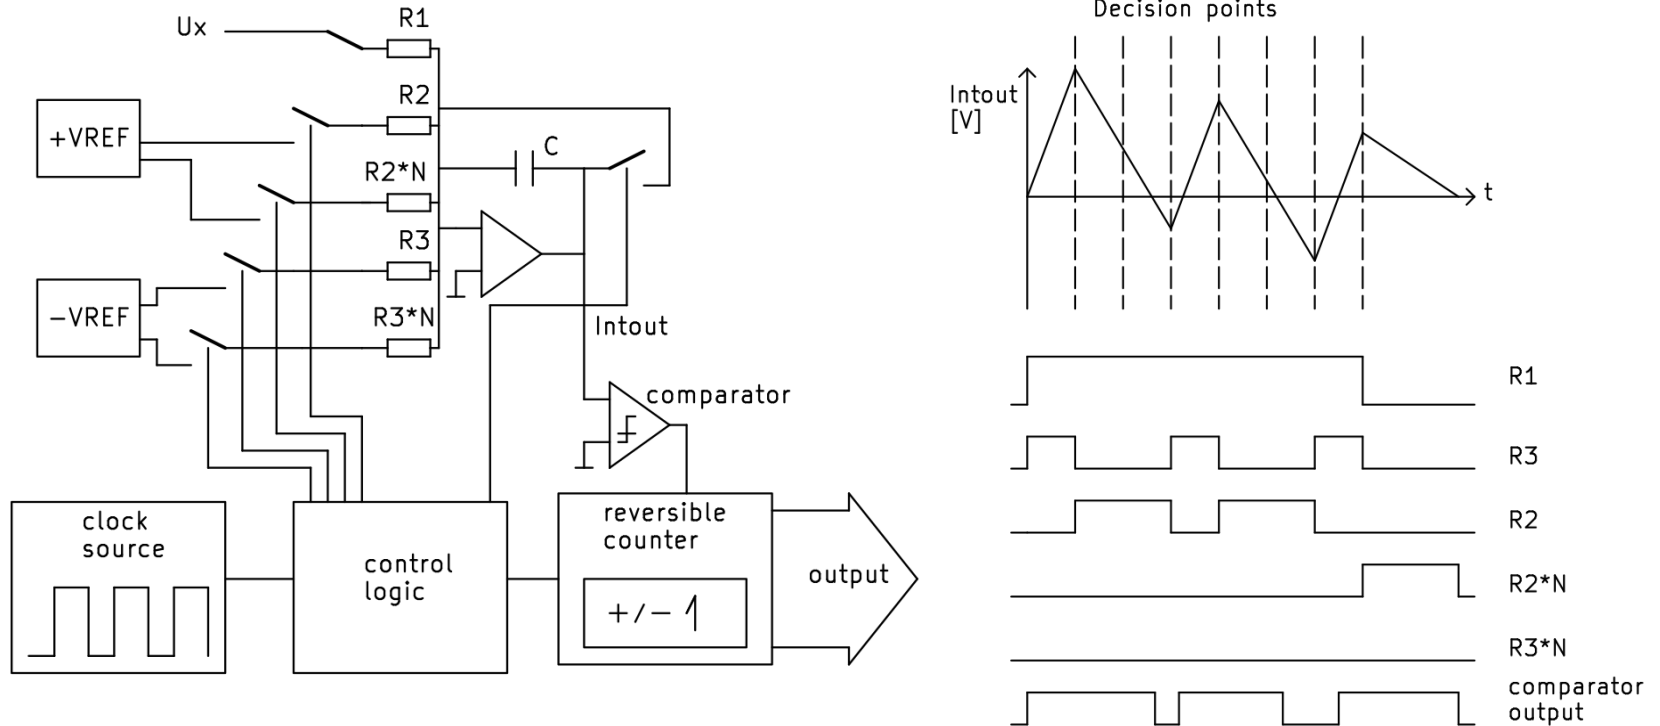 Ux
R1
R2
+VREF
R2*N
C
R3
−VREF
R3*N
Intout
comparator
clock
source
control
logic
reversible
counter
+/− 1
output
Decision points
Intout
[V]
t
R1
R3
R2
R2*N
R3*N
comparator
output